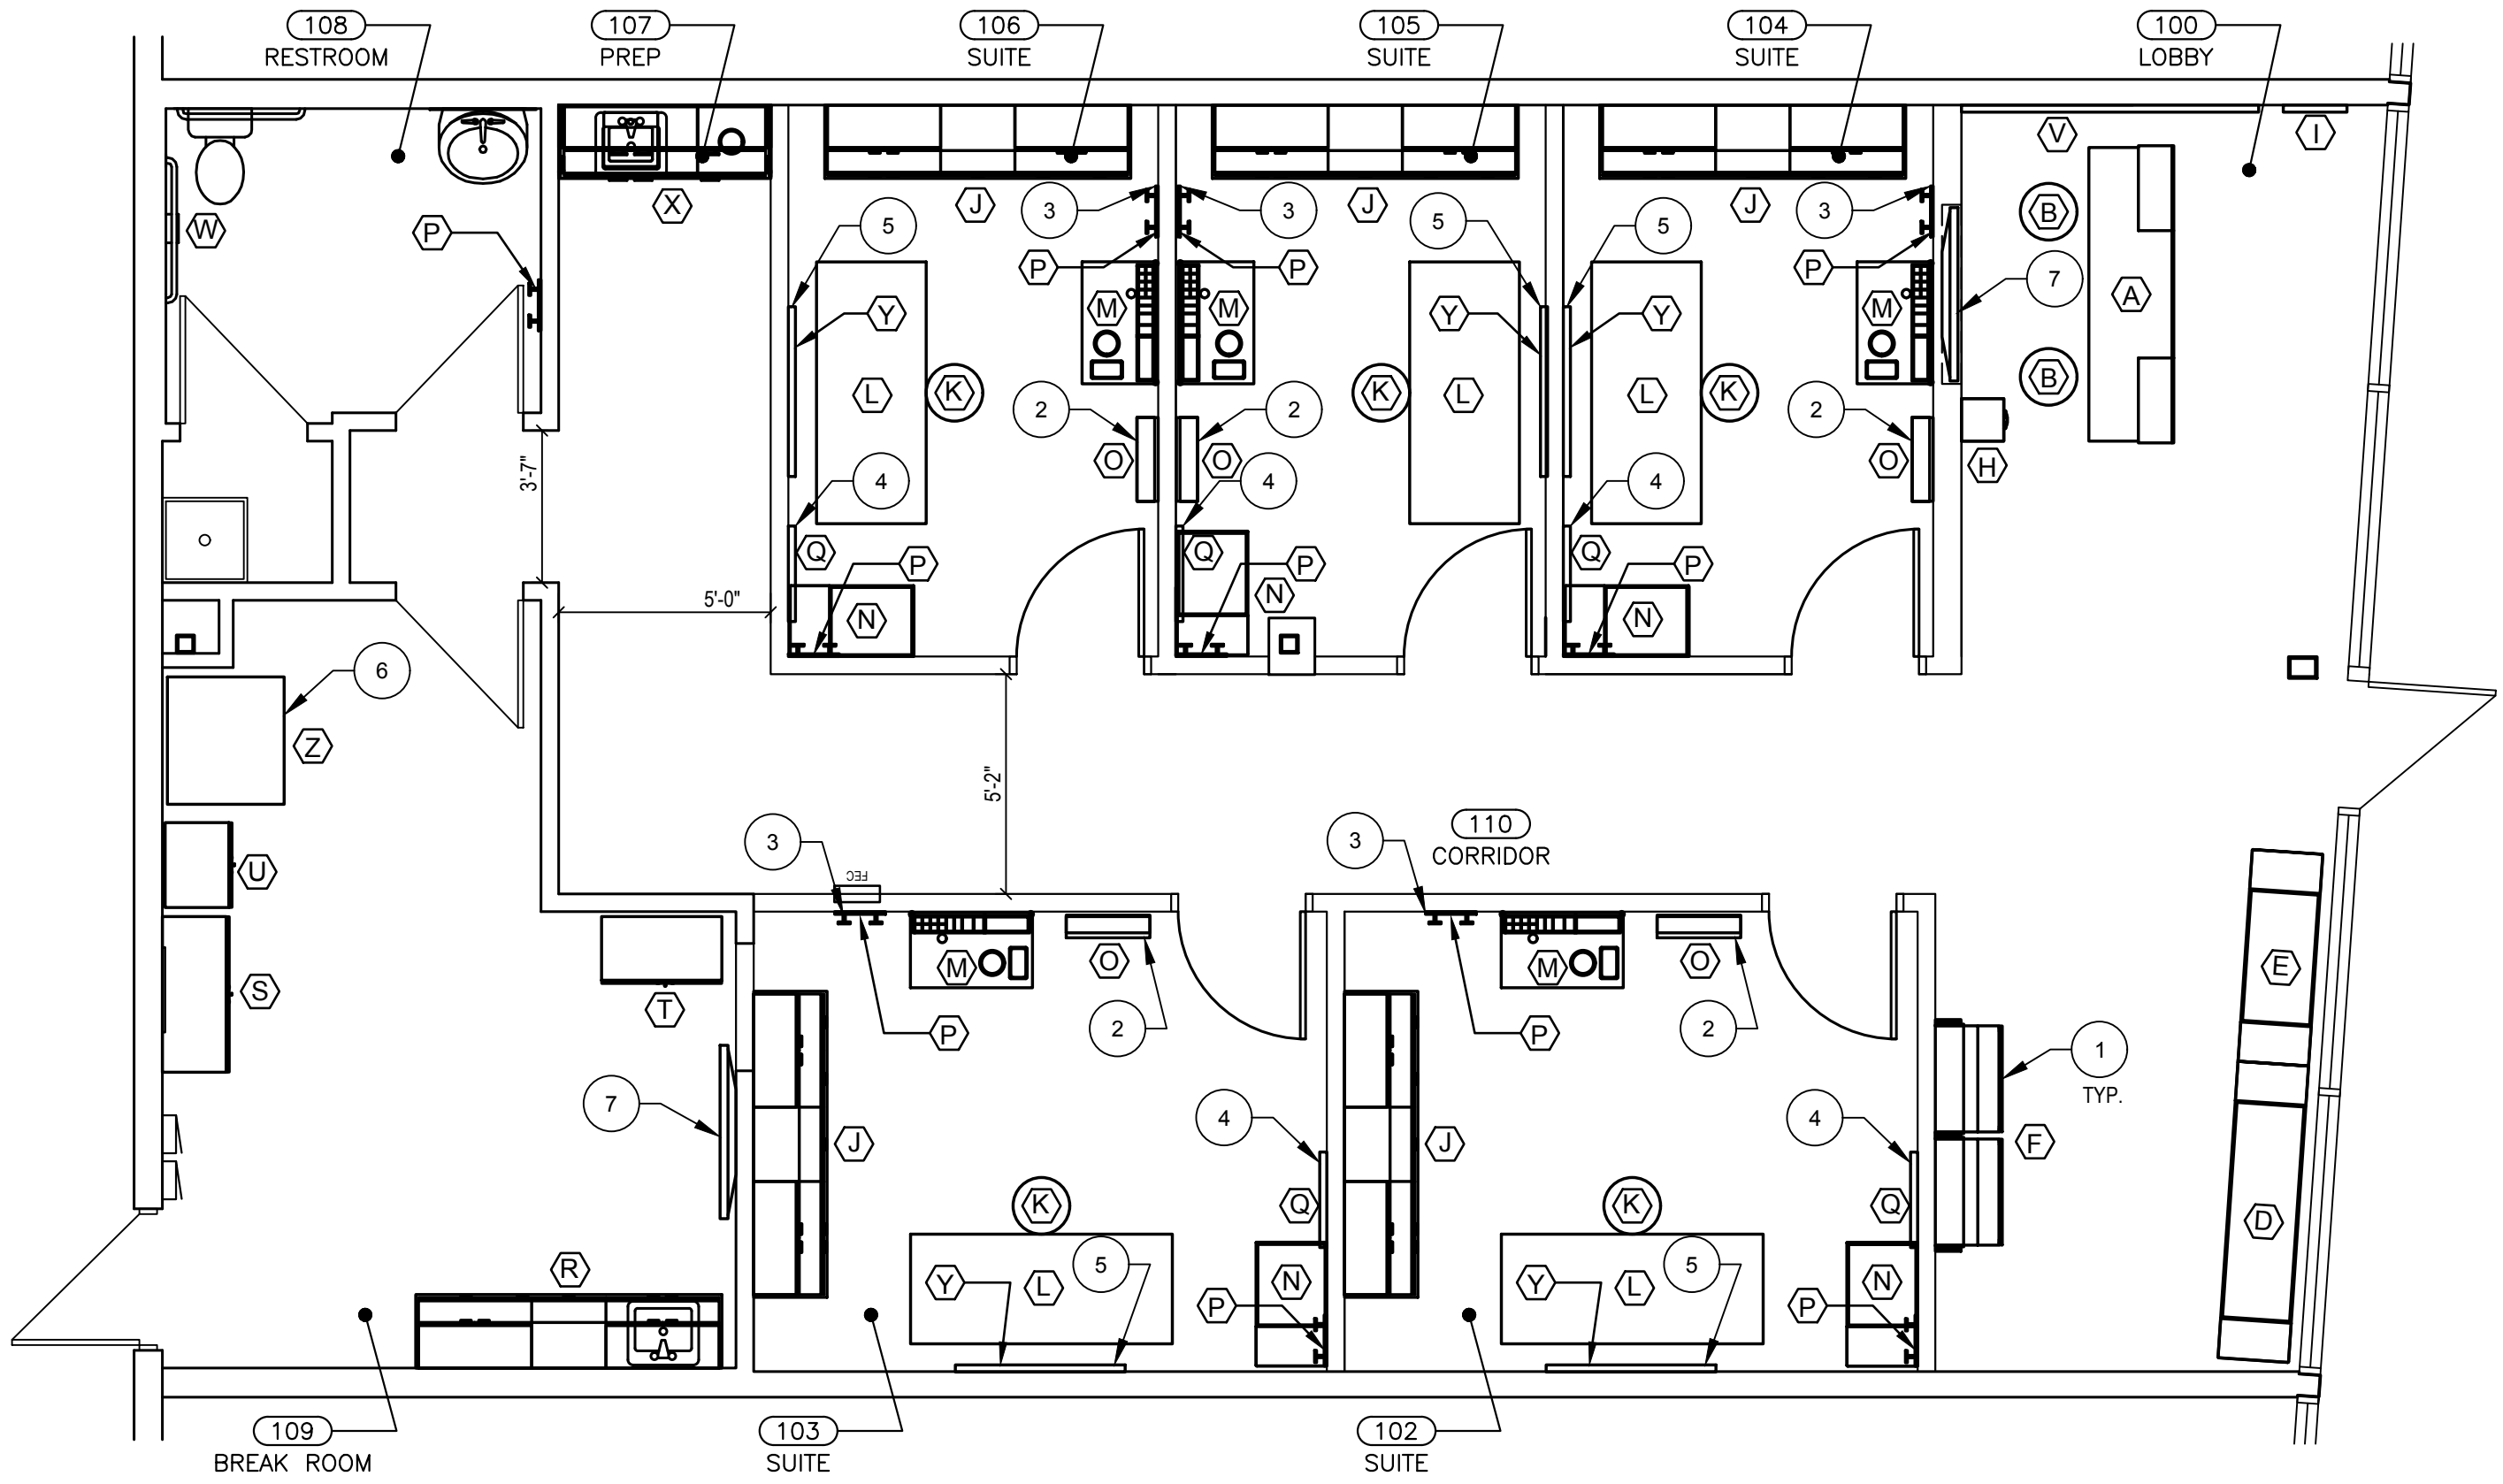 108 107 106 105 104 100
RESTROOM PREP SUITE SUITE SUITE LOBBY
V I
W P X J 3 3 J J 3 B
5 5 5
P P P 7
M M M A
Y Y Y
L K K L L K B
2 2 2
O O O H
3'-7"
4 4 4
Q Q Q
P P P
5'-0" N N N
6
Z
5'-2"
3 3 110
CORRIDOR
U FEC
M O M O E
S
T P 2 P 2 1
TYP.
7 4 4
J J F
K Q K Q D
R 5 5
Y L N Y L N
P P
109 103 102
BREAK ROOM SUITE SUITE